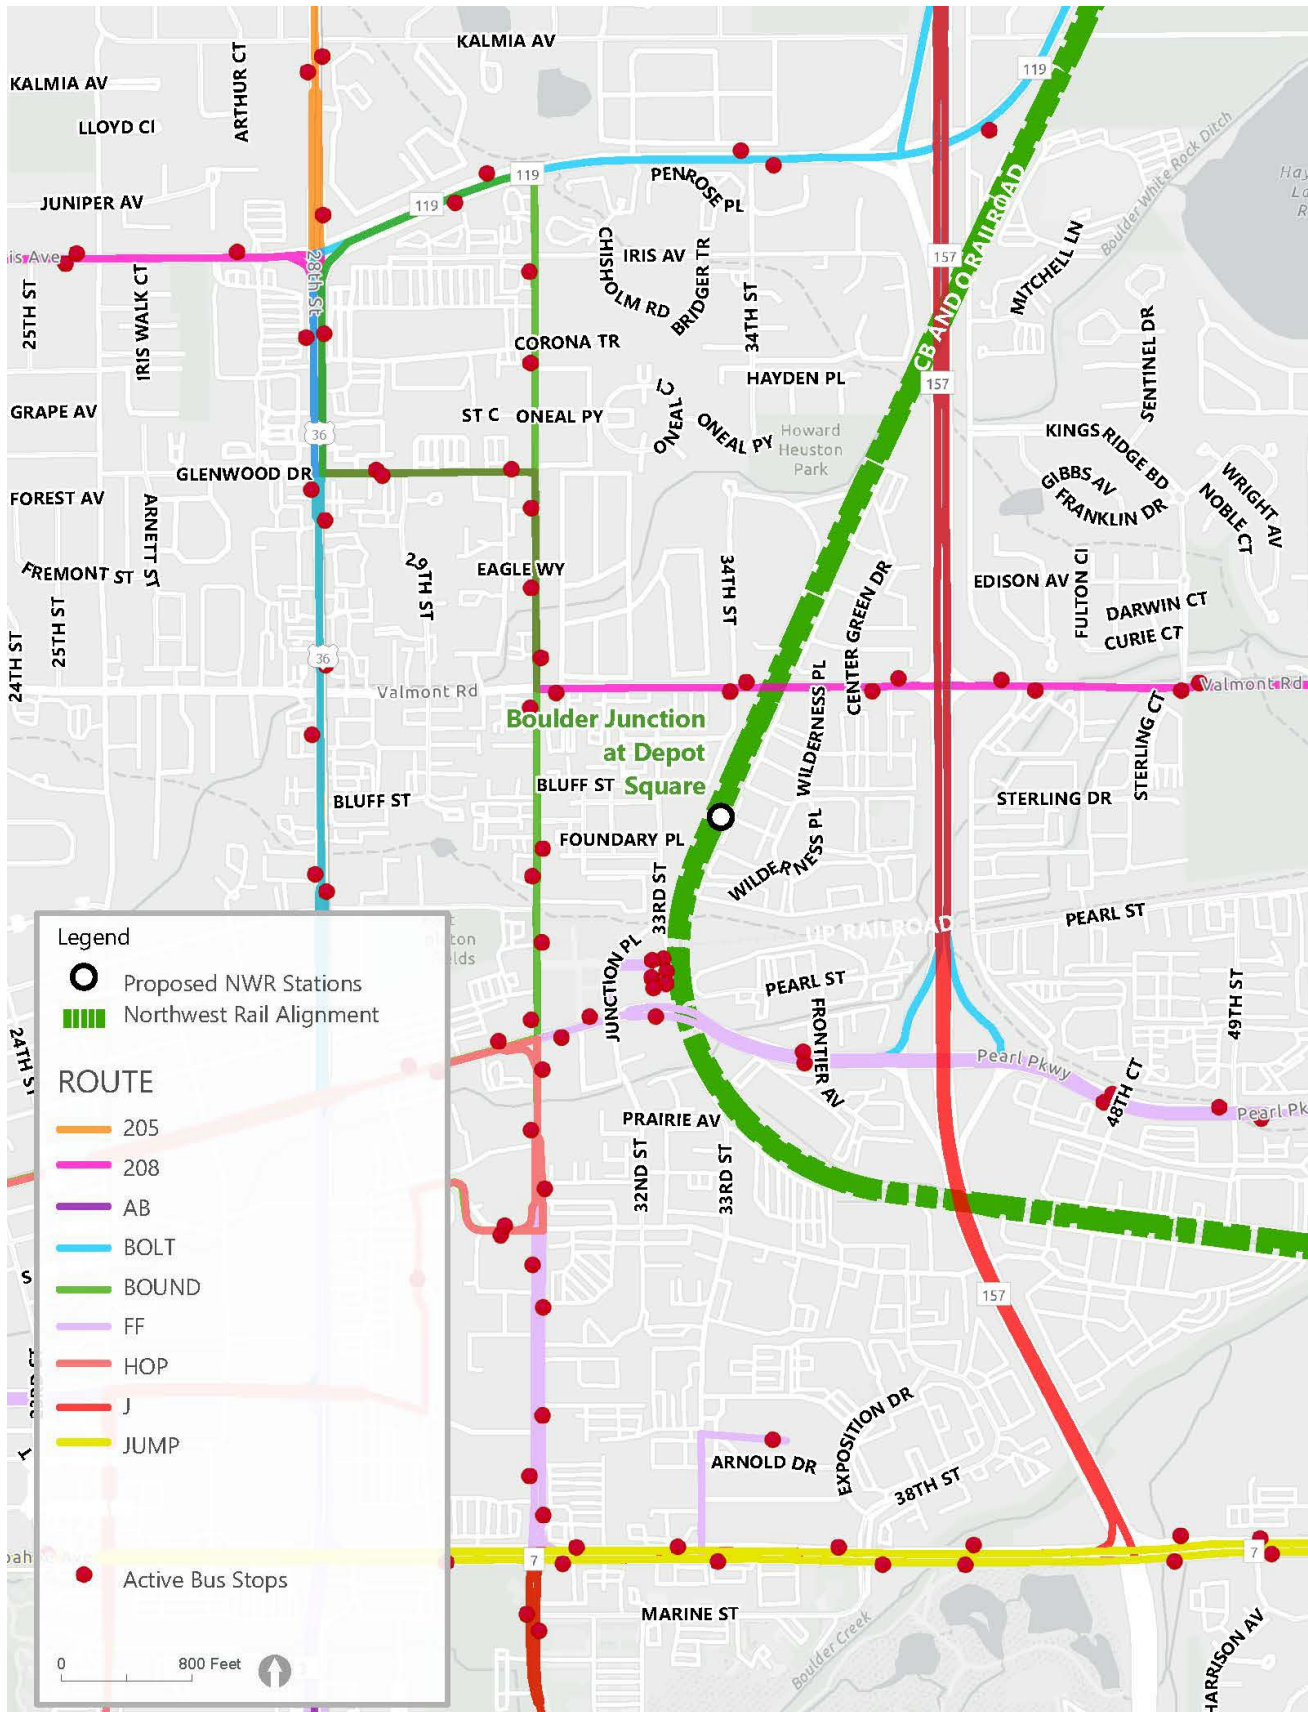 KALMIA AV
KALMIA AV
ARTHUR CT
LLOYD CI
119
119
119
PENROSE PL
JUNIPER AV
Boulder White Rock Ditch
is Ave
28th St
CHISHOLM RD
IRIS AV
BRIDGER TR
34TH ST
157
CB AND Q RAILROAD
MITCHELL LN
25TH ST
IRIS WALK CT
CORONA TR
HAYDEN PL
157
SENTINEL DR
GRAPE AV
ST C
ONEAL PY
ONEAL CI
ONEAL PY
Howard
Heuston
Park
KINGS RIDGE BD
36
GLENWOOD DR
GIBBS AV
FRANKLIN DR
WRIGHT AV
NOBLE CT
FOREST AV
ARNETT ST
FREMONT ST
29TH ST
EAGLE WY
34TH ST
CENTER GREEN DR
EDISON AV
FULTON CI
DARWIN CT
CURIE CT
24TH ST
25TH ST
36
Valmont Rd
Valmont Rd
Boulder Junction
at Depot
Square
WILDERNESS PL
STERLING CT
BLUFF ST
BLUFF ST
STERLING DR
FOUNDARY PL
WILDERNESS PL
33RD ST
UP RAILROAD
PEARL ST
JUNCTION PL
PEARL ST
FRONTIER AV
49TH ST
24TH ST
Pearl Pkwy
48TH CT
Pearl Pk
PRAIRIE AV
32ND ST
33RD ST
157
EXPOSITION DR
ARNOLD DR
38TH ST
7
7
MARINE ST
Boulder Creek
HARRISON AV
Legend
Proposed NWR Stations
Northwest Rail Alignment
ROUTE
205
208
AB
BOLT
BOUND
FF
HOP
J
JUMP
Active Bus Stops
0
800 Feet